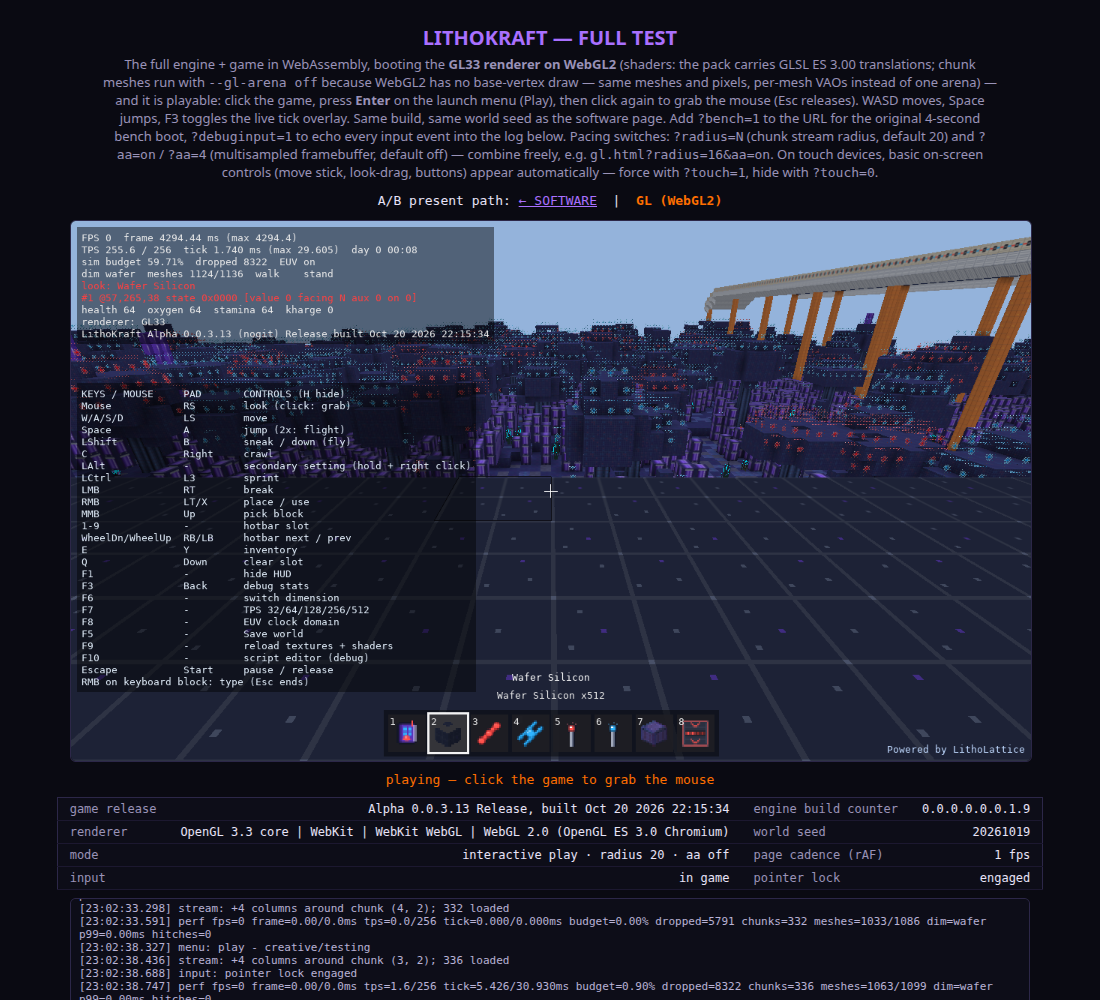 LITHOKRAFT — FULL TEST
The full engine + game in WebAssembly, booting the GL33 renderer on WebGL2 (shaders: the pack carries GLSL ES 3.00 translations; chunk
meshes run with --gl-arena off because WebGL2 has no base-vertex draw — same meshes and pixels, per-mesh VAOs instead of one arena) —
and it is playable: click the game, press Enter on the launch menu (Play), then click again to grab the mouse (Esc releases). WASD moves, Space
jumps, F3 toggles the live tick overlay. Same build, same world seed as the software page. Add ?bench=1 to the URL for the original 4-second
bench boot, ?debuginput=1 to echo every input event into the log below. Pacing switches: ?radius=N (chunk stream radius, default 20) and ?
aa=on / ?aa=4 (multisampled framebuffer, default off) — combine freely, e.g. gl.html?radius=16&aa=on. On touch devices, basic on-screen
controls (move stick, look-drag, buttons) appear automatically — force with ?touch=1, hide with ?touch=0.
A/B present path: ← SOFTWARE | GL (WebGL2)
FPS 0 frame 4294.44 ms (max 4294.4)
TPS 255.6 / 256 tick 1.740 ms (max 29.605) day 0 00:08
sim budget 59.71% dropped 8322 EUV on
dim wafer meshes 1124/1136 walk stand
look: Wafer Silicon
#1 @57,265,38 state 0x0000 [value 0 facing N aux 0 on 0]
health 64 oxygen 64 stamina 64 kharge 0
renderer: GL33
LithoKraft Alpha 0.0.3.13 (nogit) Release built Oct 20 2026 22:15:34
KEYS / MOUSE PAD CONTROLS (H hide)
Mouse RS look (click: grab)
W/A/S/D LS move
Space A jump (2x: flight)
LShift B sneak / down (fly)
C Right crawl
LAlt - secondary setting (hold + right click)
LCtrl L3 sprint
LMB RT break
RMB LT/X place / use
MMB Up pick block
1-9 - hotbar slot
WheelDn/WheelUp RB/LB hotbar next / prev
E Y inventory
Q Down clear slot
F1 - hide HUD
F3 Back debug stats
F6 - switch dimension
F7 - TPS 32/64/128/256/512
F8 - EUV clock domain
F5 - Save world
F9 - reload textures + shaders
F10 - script editor (debug)
Escape Start pause / release
RMB on keyboard block: type (Esc ends)
Wafer Silicon
Wafer Silicon x512
1 2 3 4 5 6 7 8
Powered by LithoLattice
playing — click the game to grab the mouse
game release Alpha 0.0.3.13 Release, built Oct 20 2026 22:15:34 engine build counter 0.0.0.0.0.0.1.9
renderer OpenGL 3.3 core | WebKit | WebKit WebGL | WebGL 2.0 (OpenGL ES 3.0 Chromium) world seed 20261019
mode interactive play · radius 20 · aa off page cadence (rAF) 1 fps
input in game pointer lock engaged
[23:02:33.298] stream: +4 columns around chunk (4, 2); 332 loaded
[23:02:33.591] perf fps=0 frame=0.00/0.0ms tps=0.0/256 tick=0.000/0.000ms budget=0.00% dropped=5791 chunks=332 meshes=1033/1086 dim=wafer
p99=0.00ms hitches=0
[23:02:38.327] menu: play - creative/testing
[23:02:38.436] stream: +4 columns around chunk (3, 2); 336 loaded
[23:02:38.688] input: pointer lock engaged
[23:02:38.747] perf fps=0 frame=0.00/0.0ms tps=1.6/256 tick=5.426/30.930ms budget=0.90% dropped=8322 chunks=336 meshes=1063/1099 dim=wafer
p99=0.00ms hitches=0